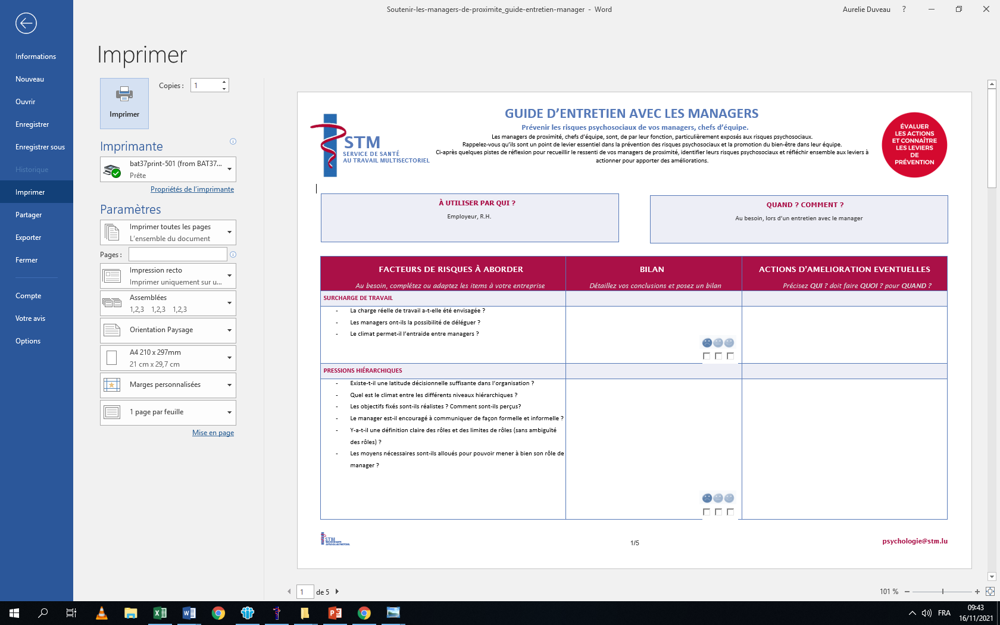 Soutenir-les-managers-de-proximite_guide-entretien-manager - Word
Aurelie Duveau ?
Informations
Nouveau
Ouvrir
Enregistrer
Enregistrer sous
Historique
Imprimer
Partager
Exporter
Fermer
Compte
Votre avis
Options
Imprimer
Imprimer
Copies : 1
Imprimante
bat37print-501 (from BAT37...
Prête
Propriétés de l'imprimante
Paramètres
Imprimer toutes les pages
L'ensemble du document
Pages :
Impression recto
Imprimer uniquement sur u...
Assemblées
1,2,3 1,2,3 1,2,3
Orientation Paysage
A4 210 x 297mm
21 cm x 29,7 cm
Marges personnalisées
1 page par feuille
Mise en page
STM
SERVICE DE SANTÉ
AU TRAVAIL MULTISECTORIEL
GUIDE D'ENTRETIEN AVEC LES MANAGERS
Prévenir les risques psychosociaux de vos managers, chefs d'équipe.
Les managers de proximité, chefs d'équipe, sont, de par leur fonction, particulièrement exposés aux risques psychosociaux.
Rappelez-vous qu'ils sont un point de levier essentiel dans la prévention des risques psychosociaux et la promotion du bien-être dans leur équipe.
Ci-après quelques pistes de réflexion pour recueillir le ressenti de vos managers de proximité, identifier leurs risques psychosociaux et réfléchir ensemble aux leviers à
actionner pour apporter des améliorations.
ÉVALUER
LES ACTIONS
ET CONNAÎTRE
LES LEVIERS
DE
PRÉVENTION
À UTILISER PAR QUI ?
Employeur, R.H.
QUAND ? COMMENT ?
Au besoin, lors d'un entretien avec le manager
FACTEURS DE RISQUES À ABORDER
Au besoin, complétez ou adaptez les items à votre entreprise
BILAN
Détaillez vos conclusions et posez un bilan
ACTIONS D'AMELIORATION EVENTUELLES
Précisez QUI ? doit faire QUOI ? pour QUAND ?
SURCHARGE DE TRAVAIL
- La charge réelle de travail a-t-elle été envisagée ?
- Les managers ont-ils la possibilité de déléguer ?
- Le climat permet-il l'entraide entre managers ?
PRESSIONS HIÉRARCHIQUES
- Existe-t-il une latitude décisionnelle suffisante dans l'organisation ?
- Quel est le climat entre les différents niveaux hiérarchiques ?
- Les objectifs fixés sont-ils réalistes ? Comment sont-ils perçus?
- Le manager est-il encouragé à communiquer de façon formelle et informelle ?
- Y-a-t-il une définition claire des rôles et des limites de rôles (sans ambiguïté
des rôles) ?
- Les moyens nécessaires sont-ils alloués pour pouvoir mener à bien son rôle de
manager ?
STM
1/5
psychologie@stm.lu
1 de 5
101 %
FRA
09:43
16/11/2021